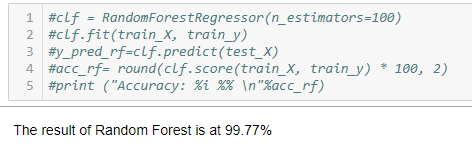 1 #clf = RandomForestRegressor(n_estimators=100)
2 #clf.fit(train_X, train_y)
3 #y_pred_rf=clf.predict(test_X)
4 #acc_rf= round(clf.score(train_X, train_y) * 100, 2)
5 #print ("Accuracy: %i %% \n"%acc_rf)
The result of Random Forest is at 99.77%